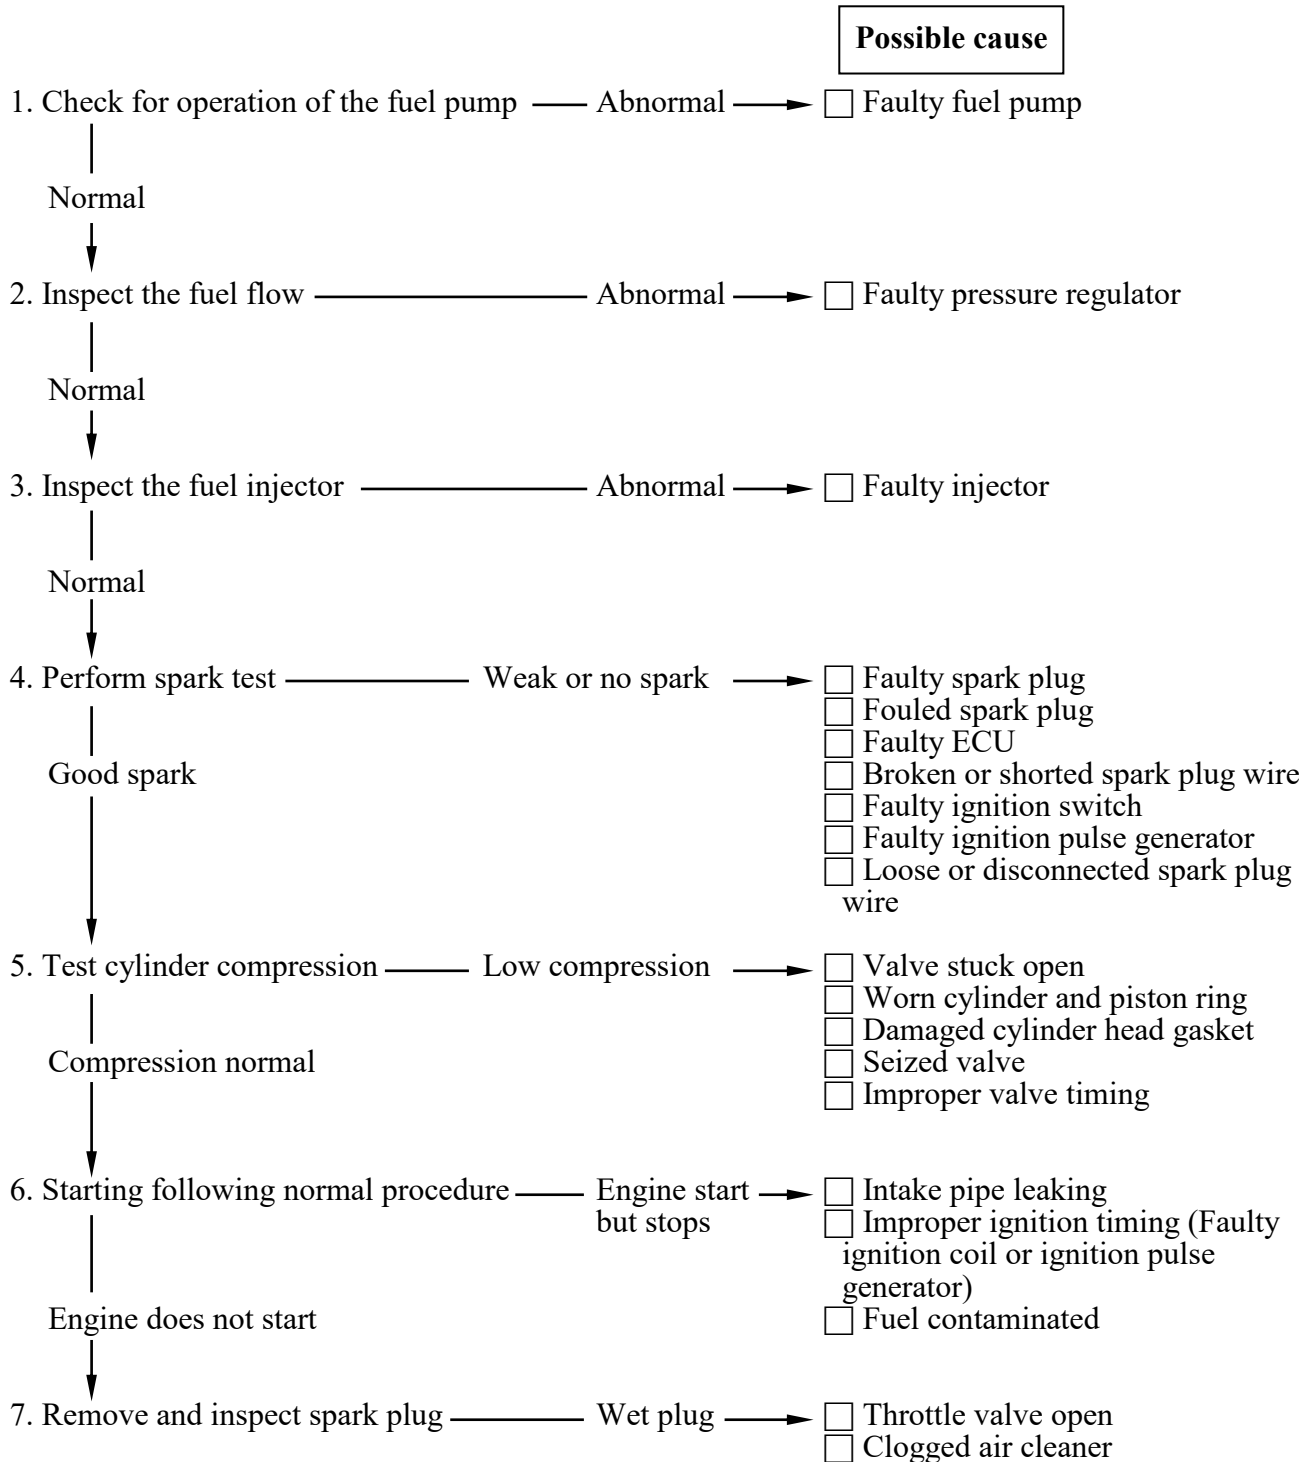 Possible cause
1. Check for operation of the fuel pump Abnormal Faulty fuel pump
Normal
2. Inspect the fuel flow Abnormal Faulty pressure regulator
Normal
3. Inspect the fuel injector Abnormal Faulty injector
Normal
4. Perform spark test Weak or no spark Faulty spark plug
Fouled spark plug
Faulty ECU
Good spark Broken or shorted spark plug wire
Faulty ignition switch
Faulty ignition pulse generator
Loose or disconnected spark plug
wire
5. Test cylinder compression Low compression Valve stuck open
Worn cylinder and piston ring
Damaged cylinder head gasket
Compression normal Seized valve
Improper valve timing
6. Starting following normal procedure Engine start Intake pipe leaking
but stops Improper ignition timing (Faulty
ignition coil or ignition pulse
generator)
Engine does not start Fuel contaminated
7. Remove and inspect spark plug Wet plug Throttle valve open
Clogged air cleaner